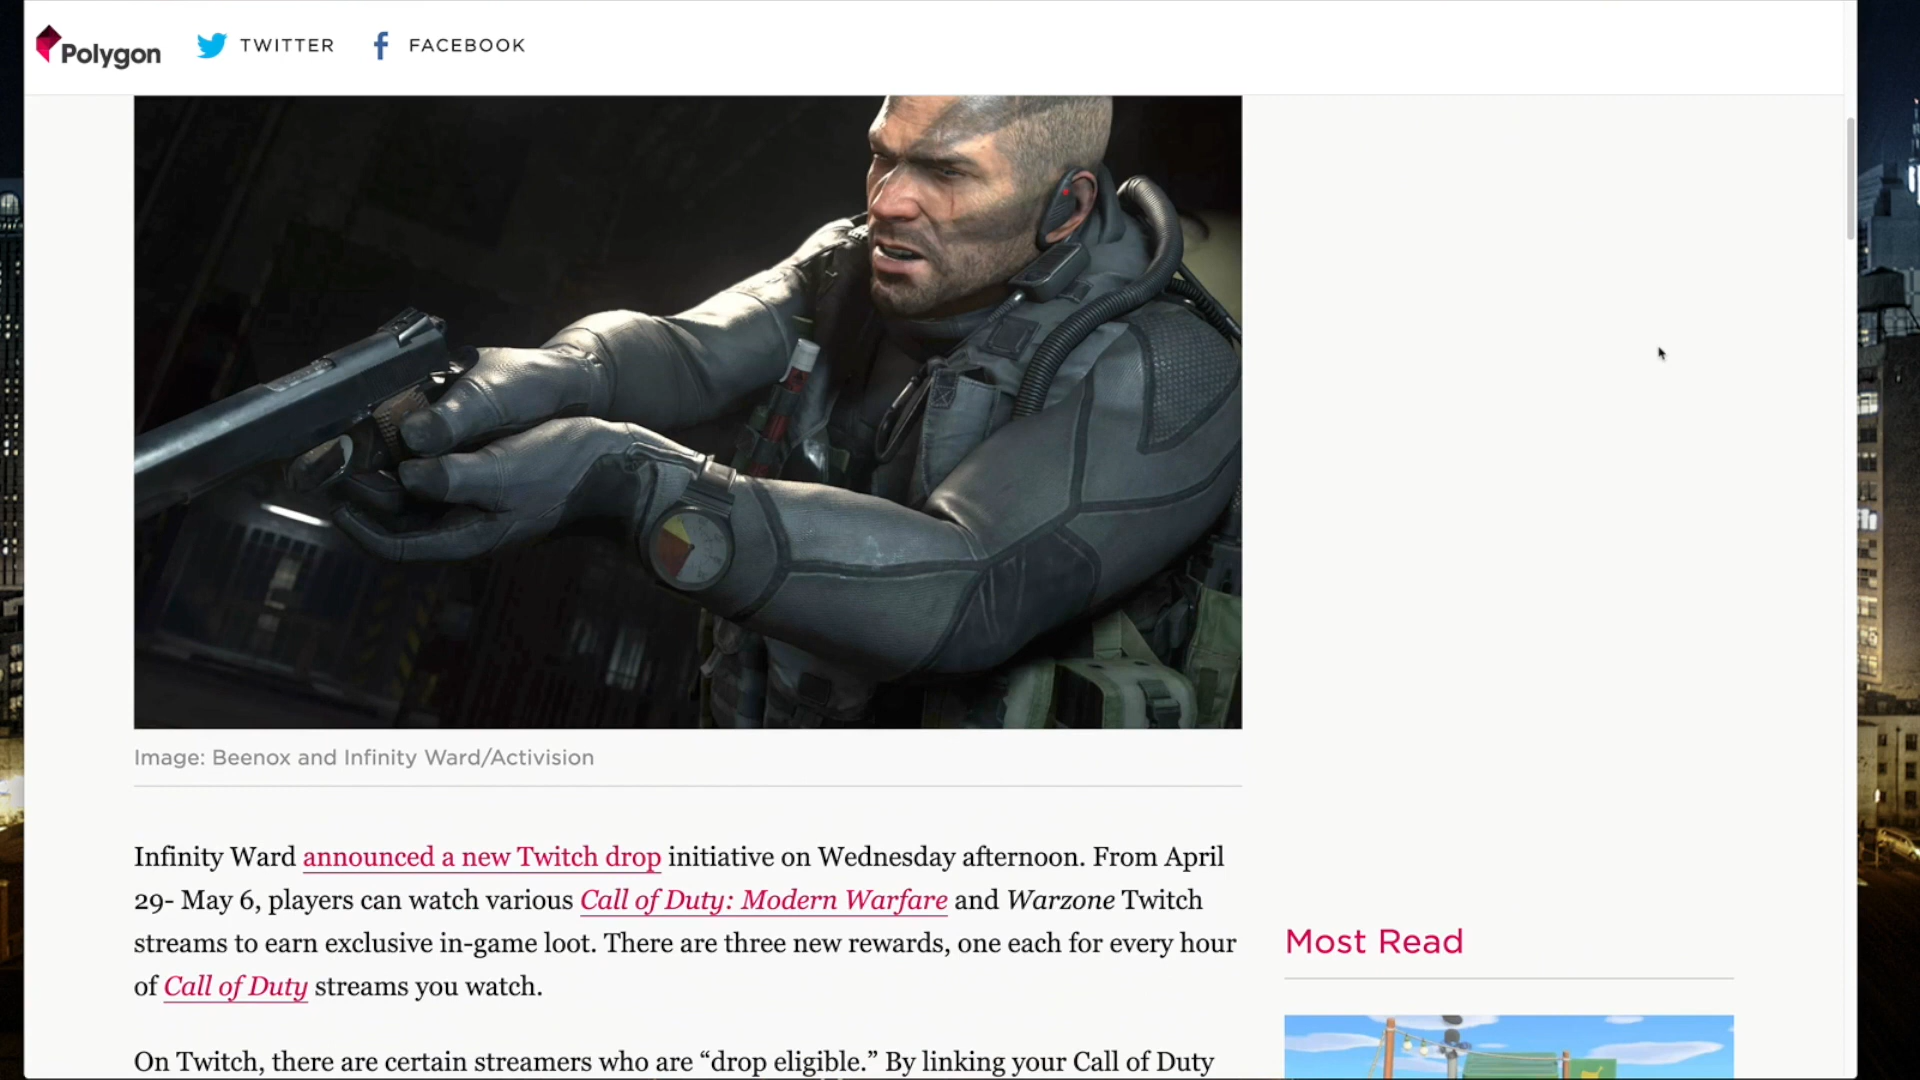 Polygon TWITTER FACEBOOK
Image: Beenox and Infinity Ward/Activision
Infinity Ward announced a new Twitch drop initiative on Wednesday afternoon. From April
29- May 6, players can watch various Call of Duty: Modern Warfare and Warzone Twitch
streams to earn exclusive in-game loot. There are three new rewards, one each for every hour
of Call of Duty streams you watch.
On Twitch, there are certain streamers who are “drop eligible.” By linking your Call of Duty
Most Read